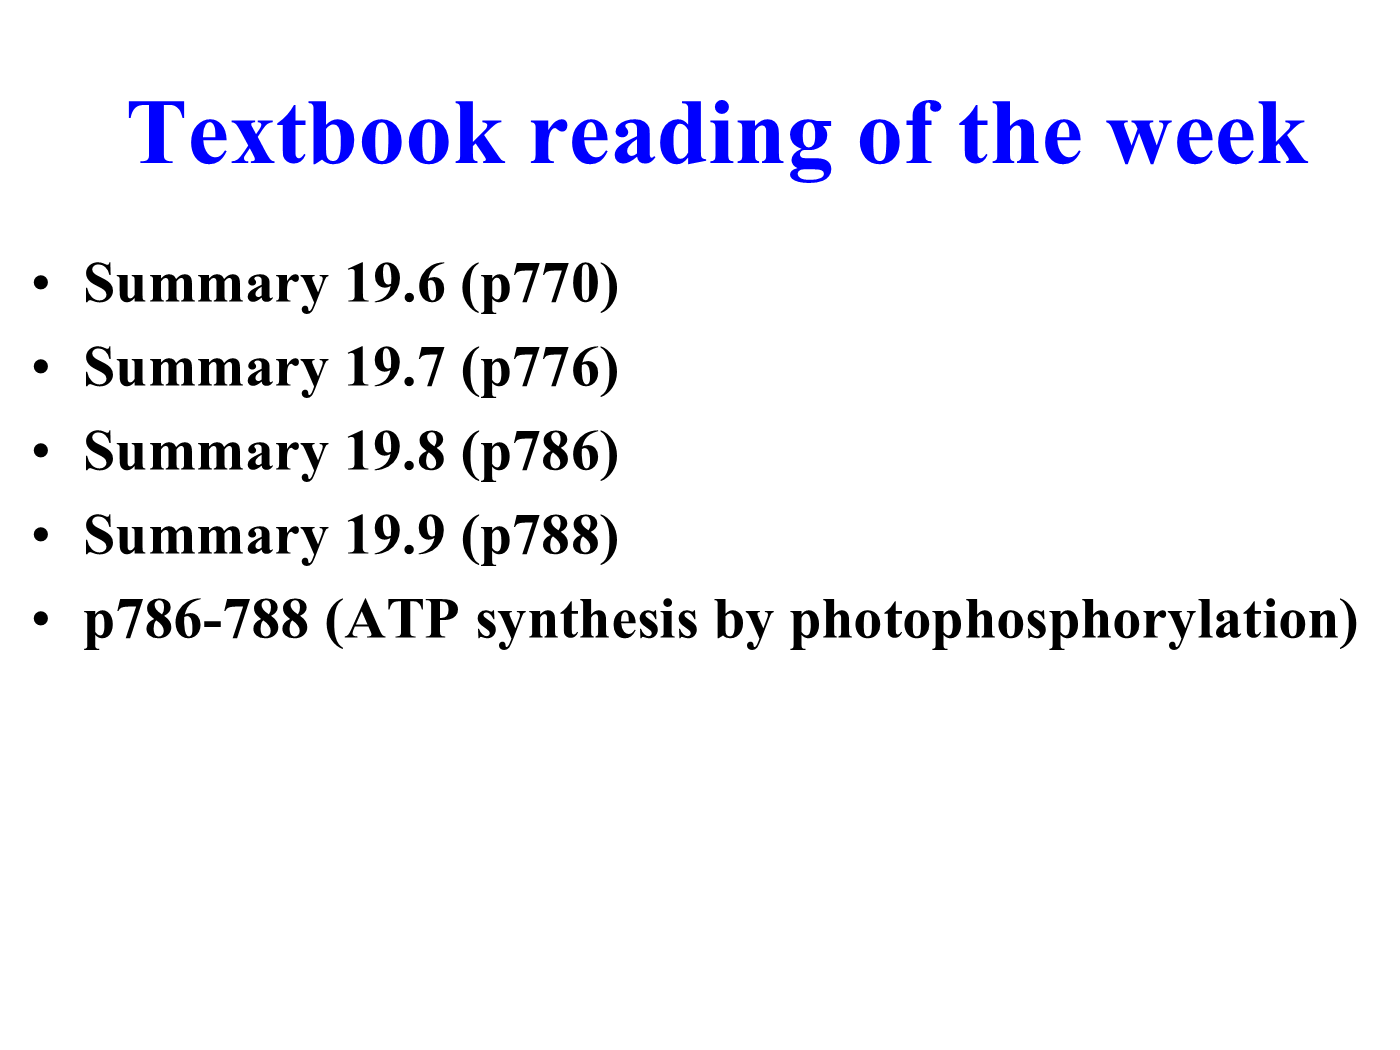 Textbook reading of the week
• Summary 19.6 (p770)
• Summary 19.7 (p776)
• Summary 19.8 (p786)
• Summary 19.9 (p788)
• p786-788 (ATP synthesis by photophosphorylation)